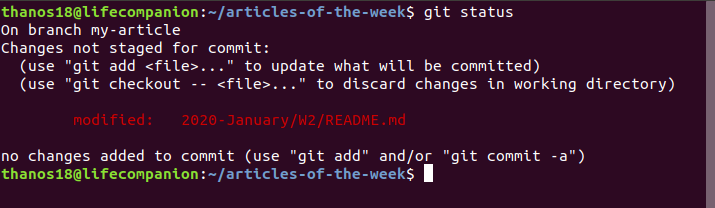 thanos18@lifecompanion:~/articles-of-the-week$ git status
On branch my-article
Changes not staged for commit:
  (use "git add <file>..." to update what will be committed)
  (use "git checkout -- <file>..." to discard changes in working directory)

        modified:   2020-January/W2/README.md

no changes added to commit (use "git add" and/or "git commit -a")
thanos18@lifecompanion:~/articles-of-the-week$